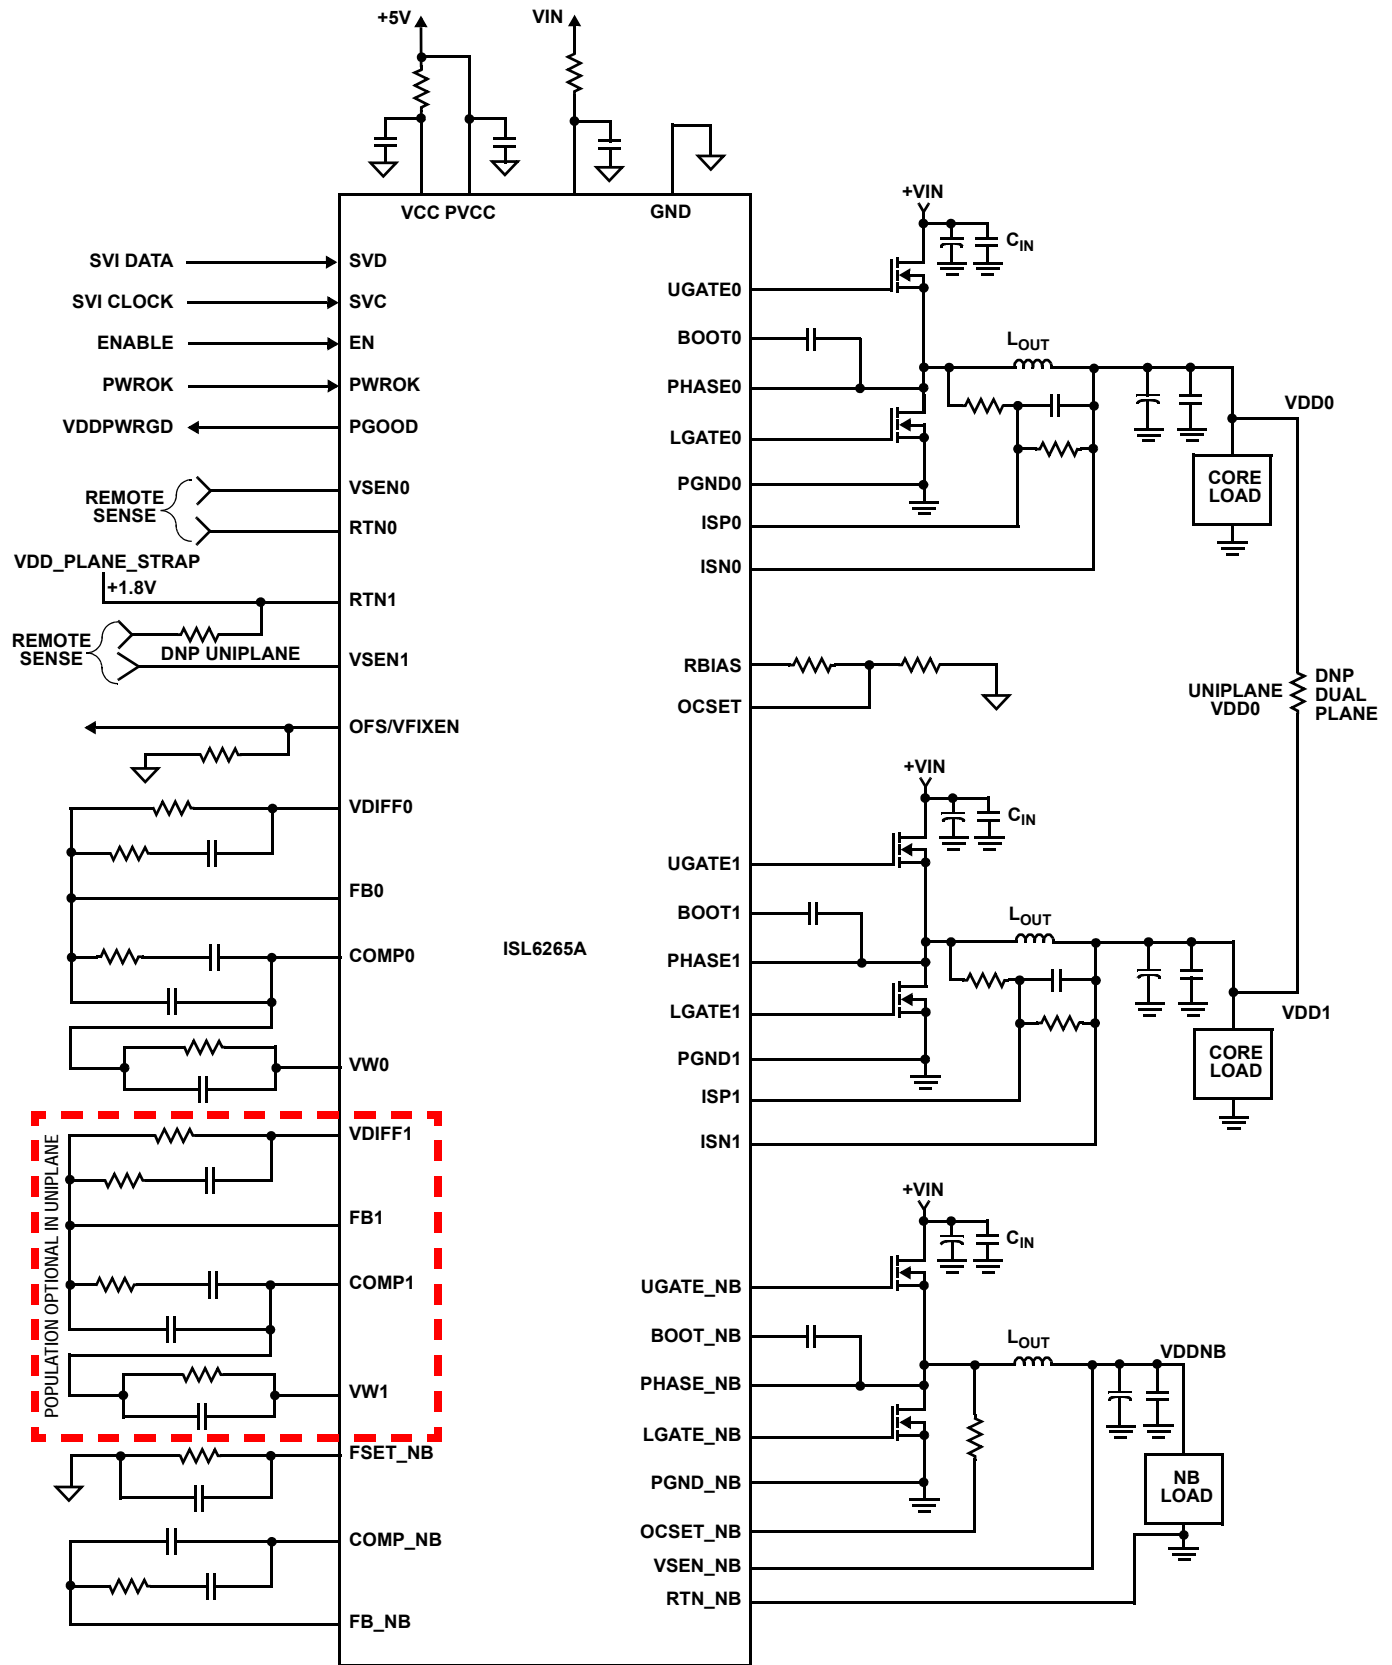 +5V
VIN
VCC PVCC
GND
SVI DATA
SVD
SVI CLOCK
SVC
ENABLE
EN
PWROK
PWROK
VDDPWRGD
PGOOD
REMOTE
SENSE
VSEN0
RTN0
VDD_PLANE_STRAP
+1.8V
RTN1
REMOTE
SENSE
DNP UNIPLANE
VSEN1
OFS/VFIXEN
VDIFF0
FB0
COMP0
VW0
POPULATION OPTIONAL IN UNIPLANE
VDIFF1
FB1
COMP1
VW1
FSET_NB
COMP_NB
FB_NB
ISL6265A
+VIN
CIN
UGATE0
BOOT0
LOUT
PHASE0
VDD0
LGATE0
PGND0
CORE
LOAD
ISP0
ISN0
RBIAS
OCSET
UNIPLANE
VDD0
DNP
DUAL
PLANE
+VIN
CIN
UGATE1
BOOT1
LOUT
PHASE1
LGATE1
VDD1
PGND1
CORE
LOAD
ISP1
ISN1
+VIN
CIN
UGATE_NB
BOOT_NB
LOUT
VDDNB
PHASE_NB
LGATE_NB
PGND_NB
NB
LOAD
OCSET_NB
VSEN_NB
RTN_NB